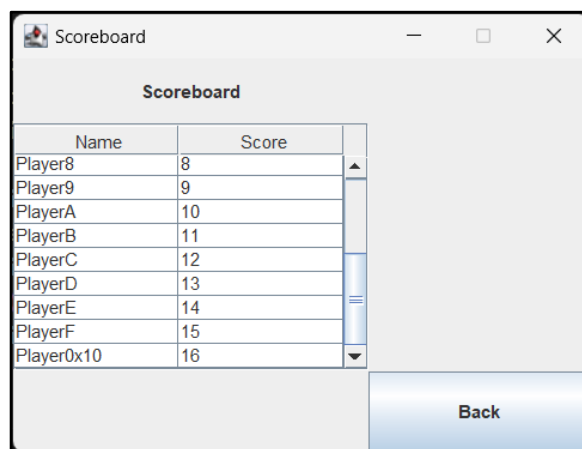 Scoreboard
Scoreboard
Name Score
Player8 8
Player9 9
PlayerA 10
PlayerB 11
PlayerC 12
PlayerD 13
PlayerE 14
PlayerF 15
Player0x10 16
Back